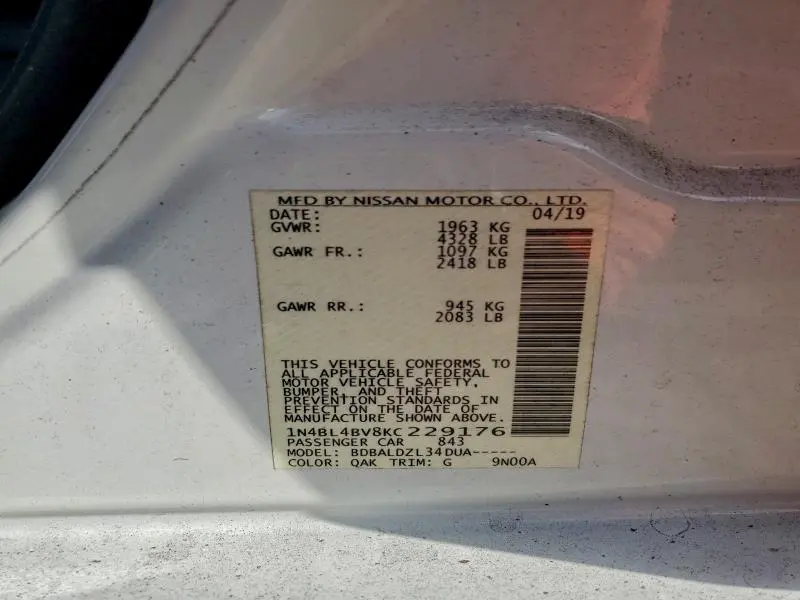 MFD BY NISSAN MOTOR CO., LTD.
DATE: 04/19
GVWR: 1963 KG
4328 LB
GAWR FR.: 1097 KG
2418 LB
GAWR RR.: 945 KG
2083 LB
THIS VEHICLE CONFORMS TO
ALL APPLICABLE FEDERAL
MOTOR VEHICLE SAFETY,
BUMPER, AND THEFT
PREVENTION STANDARDS IN
EFFECT ON THE DATE OF
MANUFACTURE SHOWN ABOVE.
1N4BL4BV8KC229176
PASSENGER CAR 843
MODEL: BDBALDZL34DUA-----
COLOR: QAK TRIM: G 9N00A